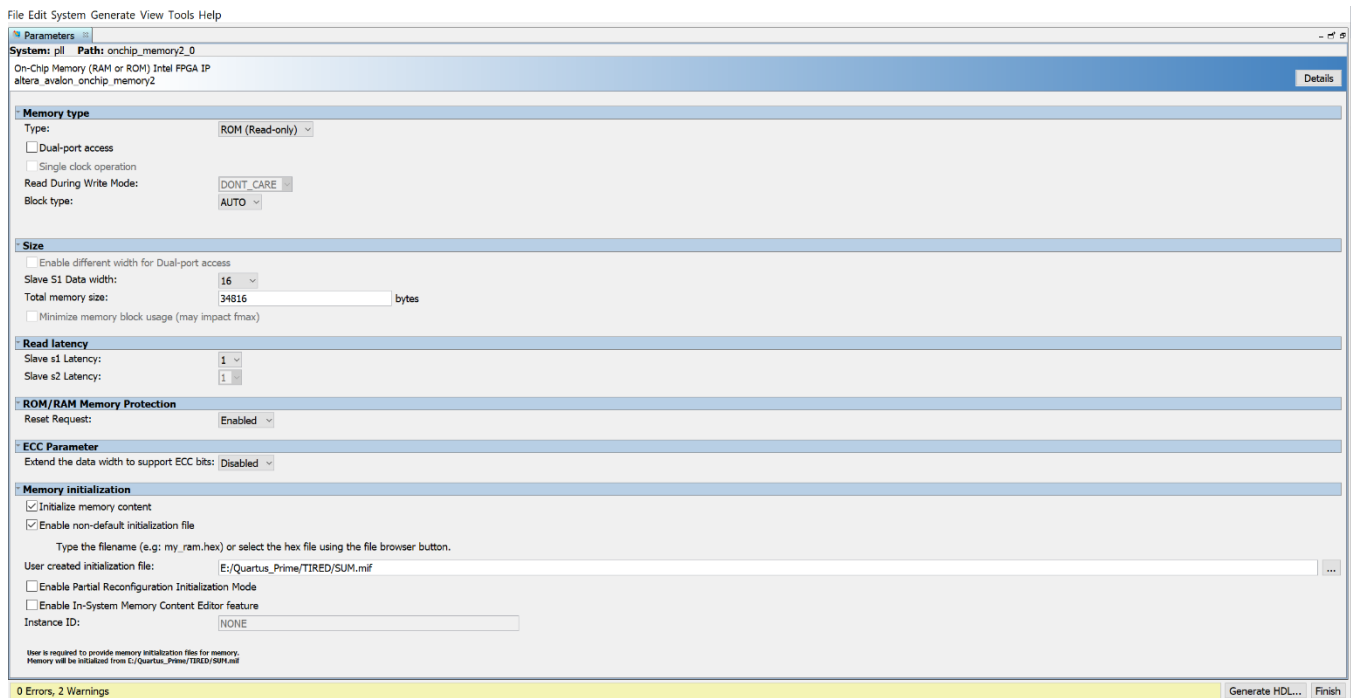 File Edit System Generate View Tools Help
Parameters
System: pll Path: onchip_memory2_0
On-Chip Memory (RAM or ROM) Intel FPGA IP
altera_avalon_onchip_memory2
Details
Memory type
Type: ROM (Read-only)
Dual-port access
Single clock operation
Read During Write Mode: DONT_CARE
Block type: AUTO
Size
Enable different width for Dual-port access
Slave S1 Data width: 16
Total memory size: 34816 bytes
Minimize memory block usage (may impact fmax)
Read latency
Slave s1 Latency: 1
Slave s2 Latency: 1
ROM/RAM Memory Protection
Reset Request: Enabled
ECC Parameter
Extend the data width to support ECC bits: Disabled
Memory initialization
Initialize memory content
Enable non-default initialization file
Type the filename (e.g: my_ram.hex) or select the hex file using the file browser button.
User created initialization file: E:/Quartus_Prime/TIRED/SUM.mif ...
Enable Partial Reconfiguration Initialization Mode
Enable In-System Memory Content Editor feature
Instance ID: NONE
User is required to provide memory initialization files for memory.
Memory will be initialized from E:/Quartus_Prime/TIRED/SUM.mif
0 Errors, 2 Warnings Generate HDL... Finish